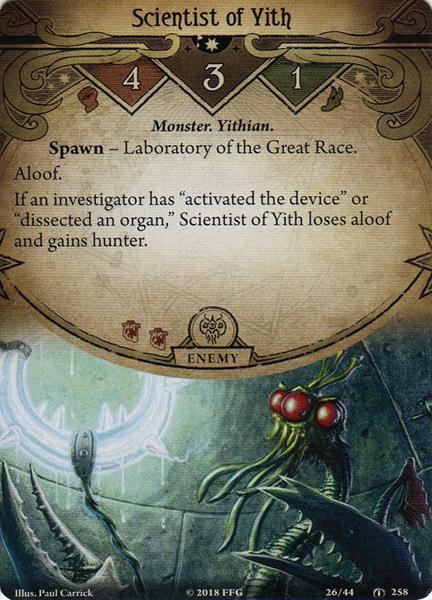 Scientist of Yith
4
3
1
Monster. Yithian.
Spawn – Laboratory of the Great Race.
Aloof.
If an investigator has “activated the device” or
“dissected an organ,” Scientist of Yith loses aloof
and gains hunter.
ENEMY
Illus. Paul Carrick
© 2018 FFG
26/44
258